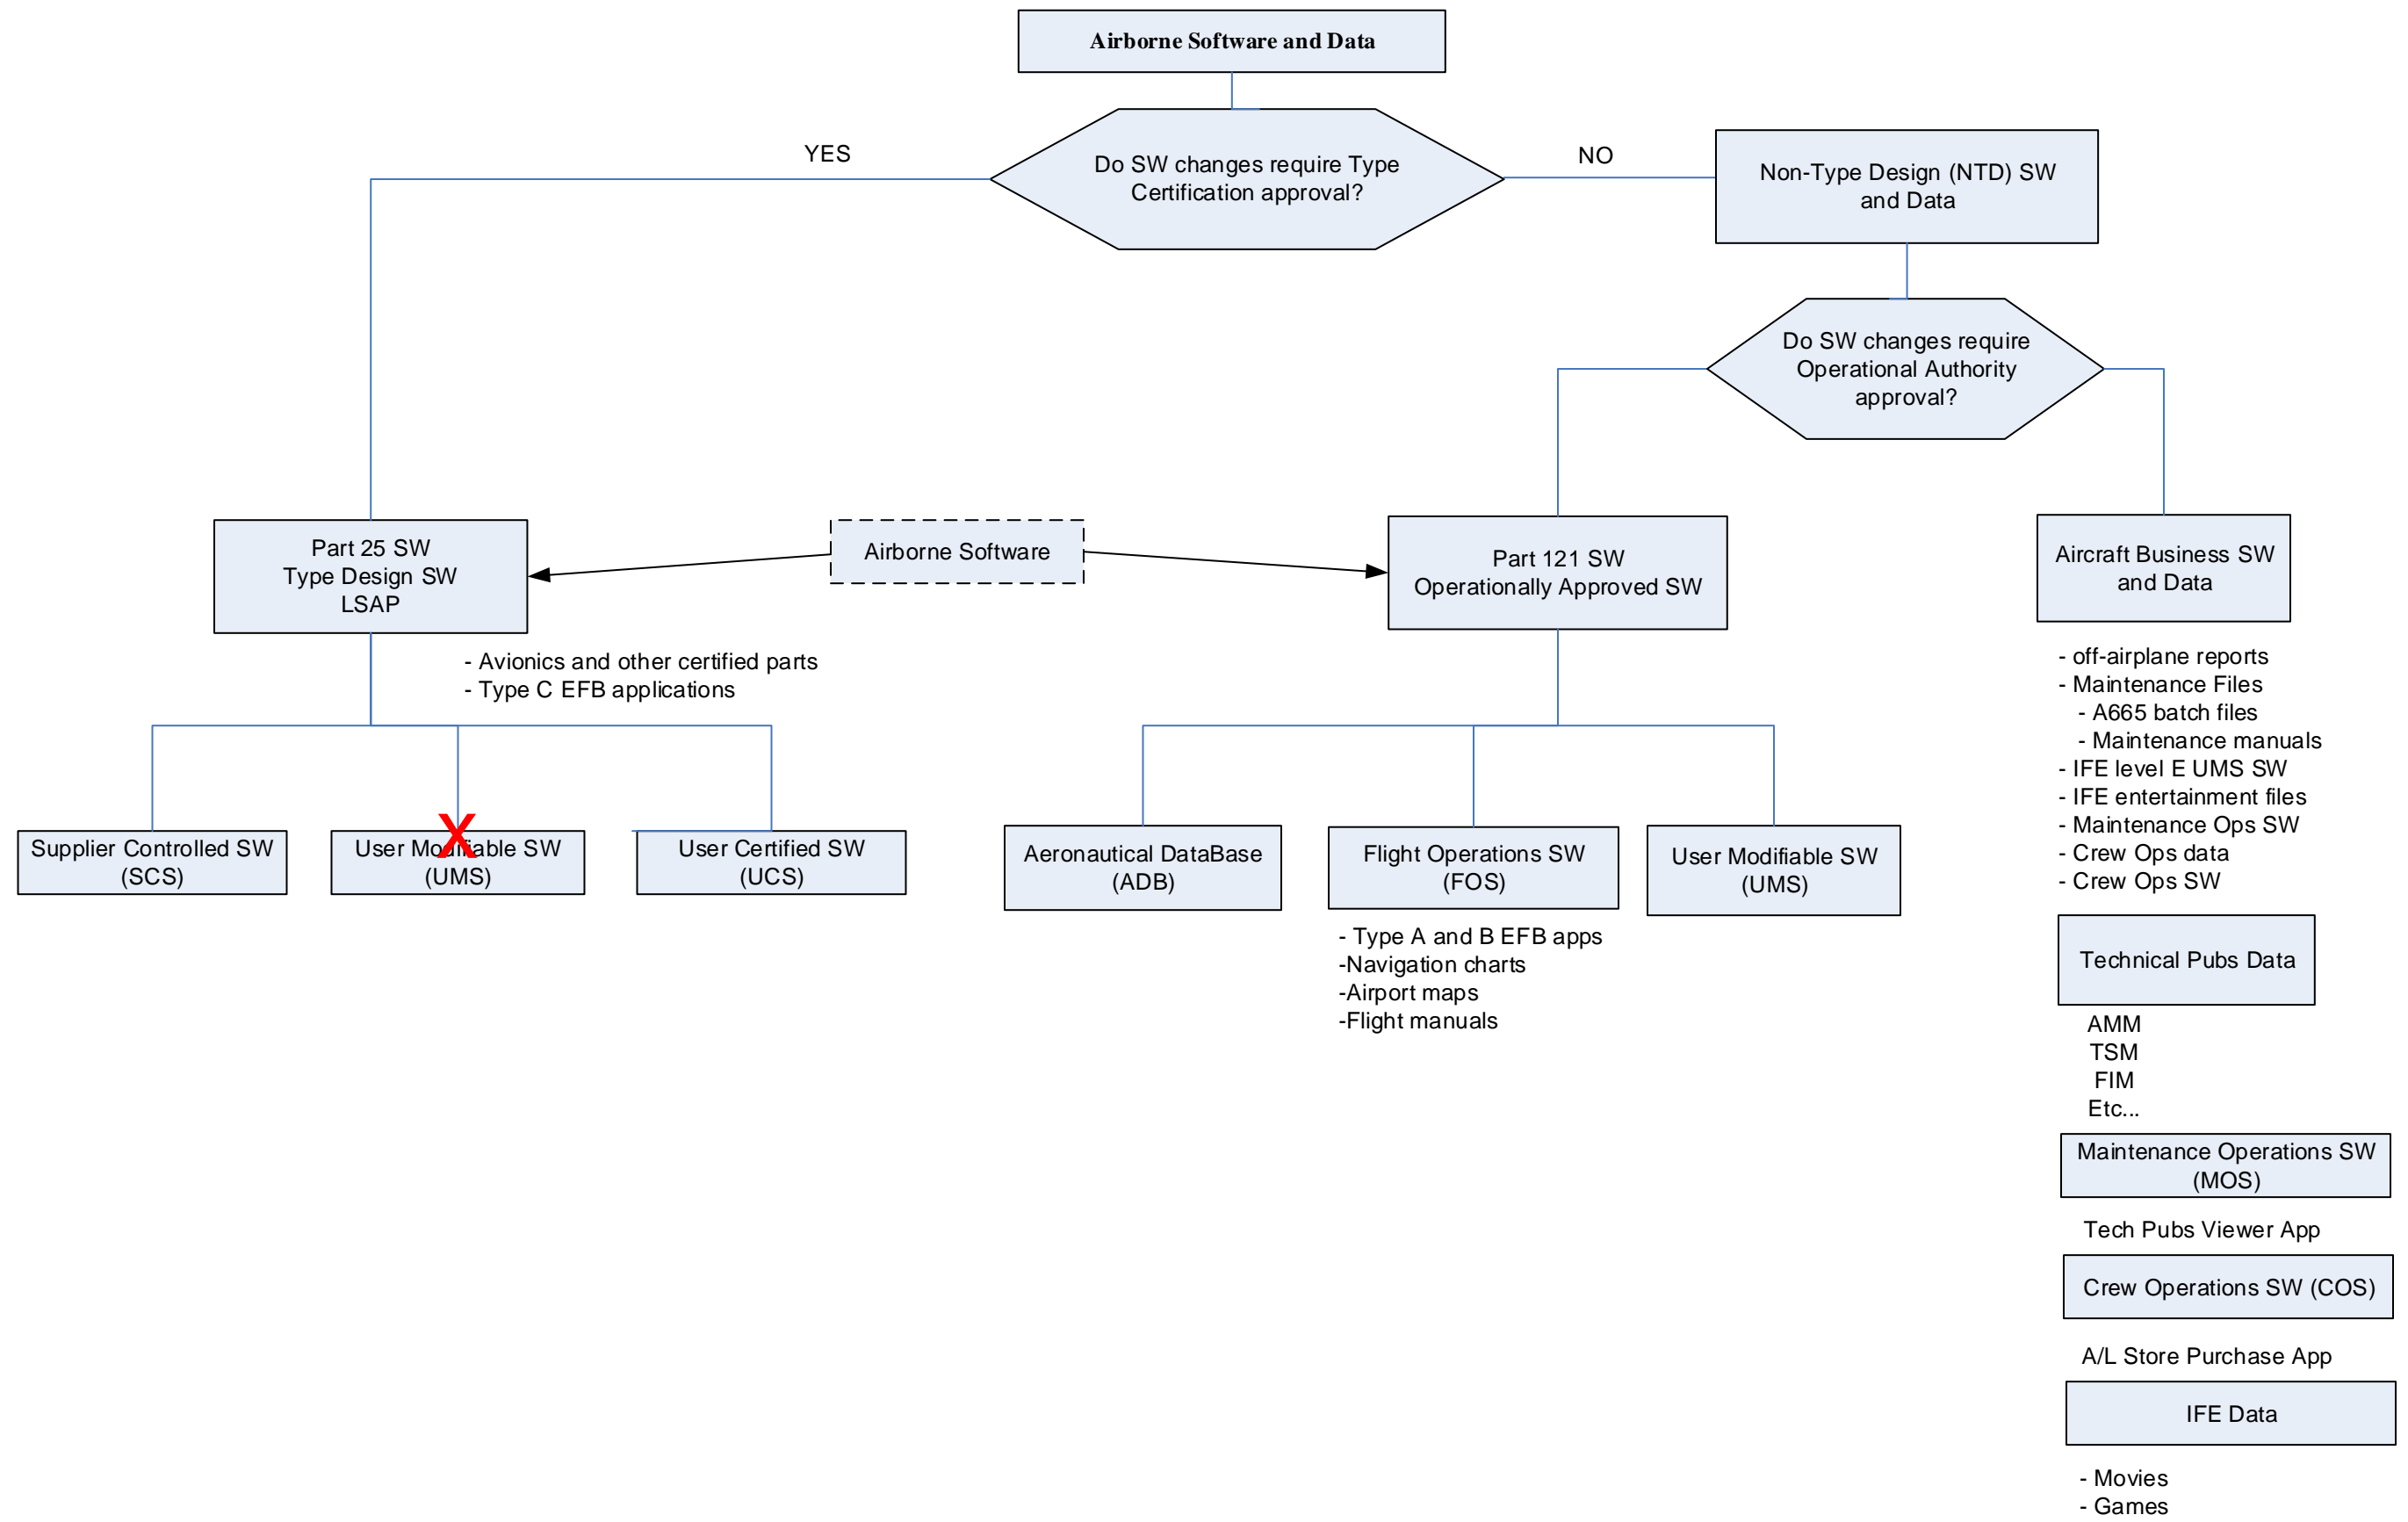 Airborne Software and Data
Do SW changes require Type
Certification approval?
YES
NO
Non-Type Design (NTD) SW
and Data
Do SW changes require
Operational Authority
approval?
Part 25 SW
Type Design SW
LSAP
Airborne Software
Part 121 SW
Operationally Approved SW
Aircraft Business SW
and Data
- Avionics and other certified parts
- Type C EFB applications
Supplier Controlled SW
(SCS)
User Modifiable SW
(UMS)
X
User Certified SW
(UCS)
Aeronautical DataBase
(ADB)
Flight Operations SW
(FOS)
User Modifiable SW
(UMS)
- Type A and B EFB apps
-Navigation charts
-Airport maps
-Flight manuals
- off-airplane reports
- Maintenance Files
- A665 batch files
- Maintenance manuals
- IFE level E UMS SW
- IFE entertainment files
- Maintenance Ops SW
- Crew Ops data
- Crew Ops SW
Technical Pubs Data
AMM
TSM
FIM
Etc...
Maintenance Operations SW
(MOS)
Tech Pubs Viewer App
Crew Operations SW (COS)
A/L Store Purchase App
IFE Data
- Movies
- Games